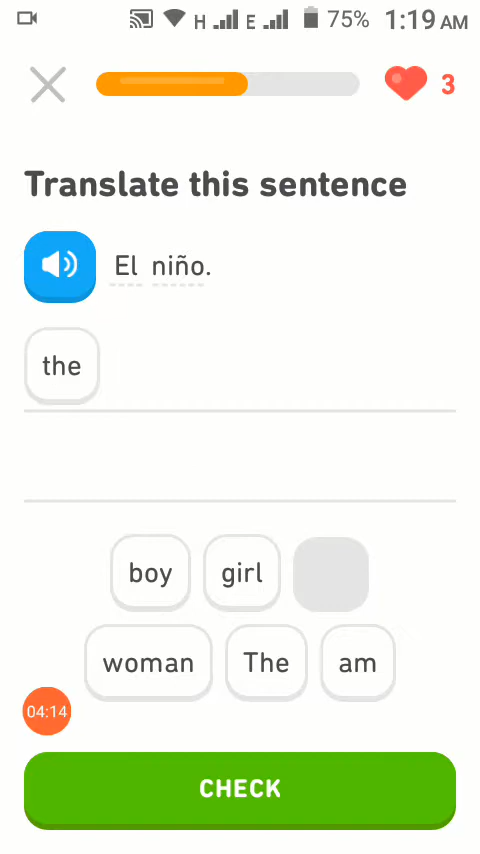 H E 75% 1:19 AM
3
Translate this sentence
El niño.
the
boy girl
woman The am
04:14
CHECK